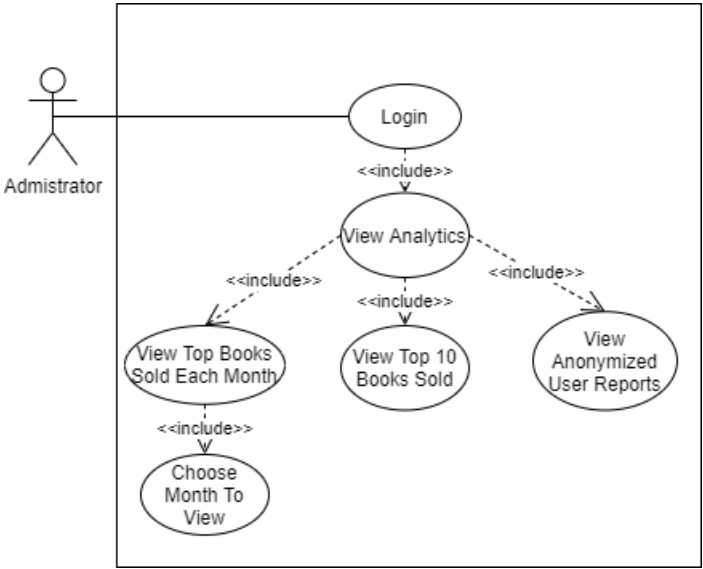 Login
<<include>>
Admistrator
View Analytics
<<include>>
<<include>>
<<include>>
View Top Books
Sold Each Month
View Top 10
Books Sold
View
Anonymized
User Reports
<<include>>
Choose
Month To
View